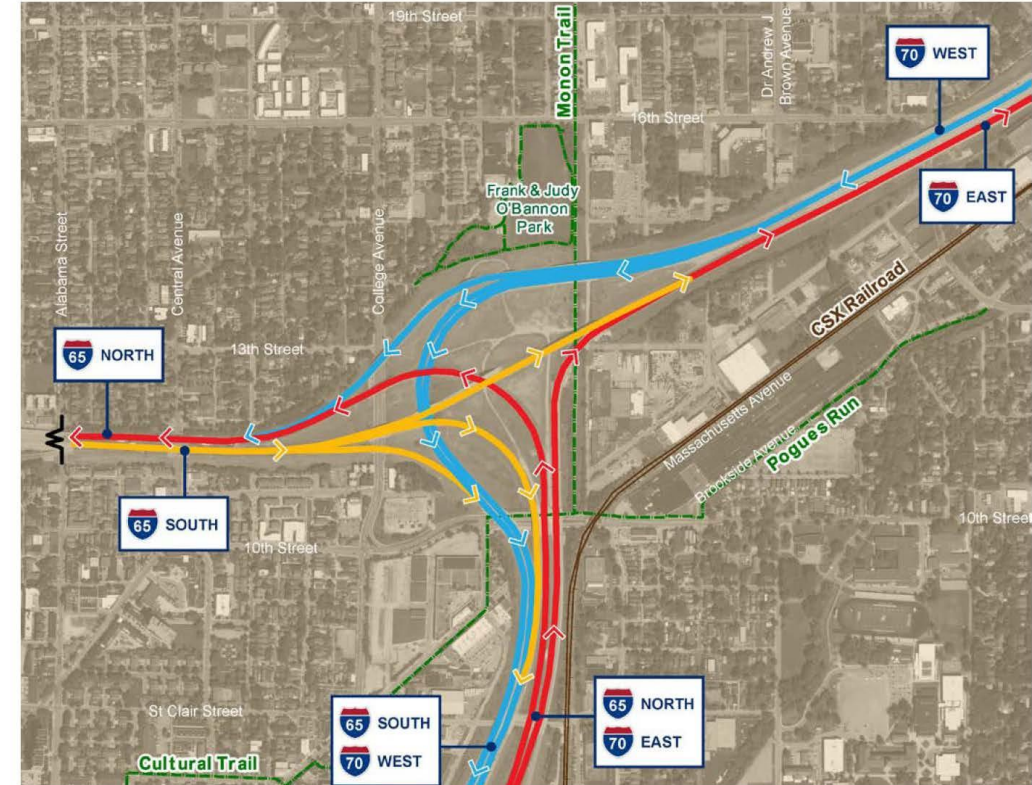 19th Street
Monon Trail
Dr Andrew J
Brown Avenue
70 WEST
16th Street
70 EAST
Frank & Judy
O'Bannon
Park
Alabama Street
Central Avenue
College Avenue
CSX Railroad
65 NORTH
13th Street
Massachusetts Avenue
Brookside Avenue
Pogues Run
65 SOUTH
10th Street
10th Street
St Clair Street
65 SOUTH
70 WEST
65 NORTH
70 EAST
Cultural Trail